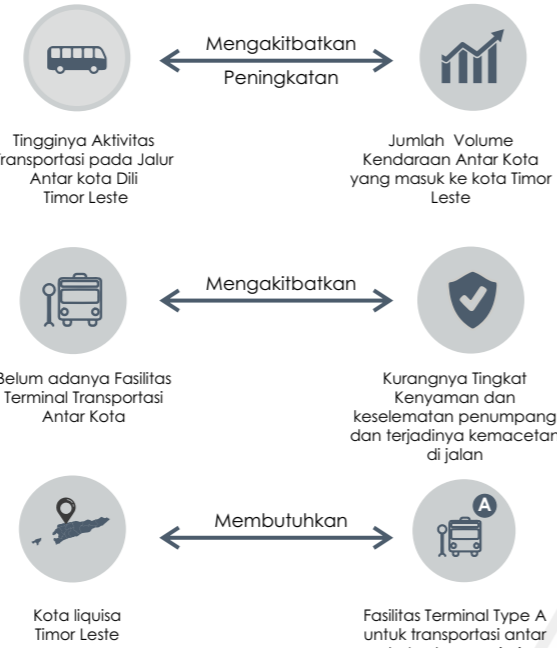 Mengakitbatkan
Peningkatan
Tingginya Aktivitas
Transportasi pada Jalur
Antar kota Dili
Timor Leste
Jumlah Volume
Kendaraan Antar Kota
yang masuk ke kota Timor
Leste
Mengakitbatkan
Belum adanya Fasilitas
Terminal Transportasi
Antar Kota
Kurangnya Tingkat
Kenyaman dan
keselematan penumpang
dan terjadinya kemacetan
di jalan
A
Membutuhkan
Kota liquisa
Timor Leste
Fasilitas Terminal Type A
untuk transportasi antar